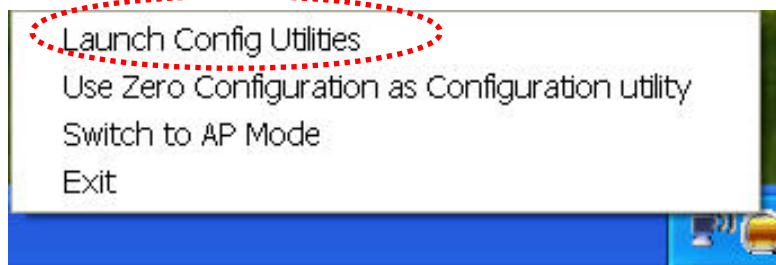 Launch Config Utilities
Use Zero Configuration as Configuration utility
Switch to AP Mode
Exit